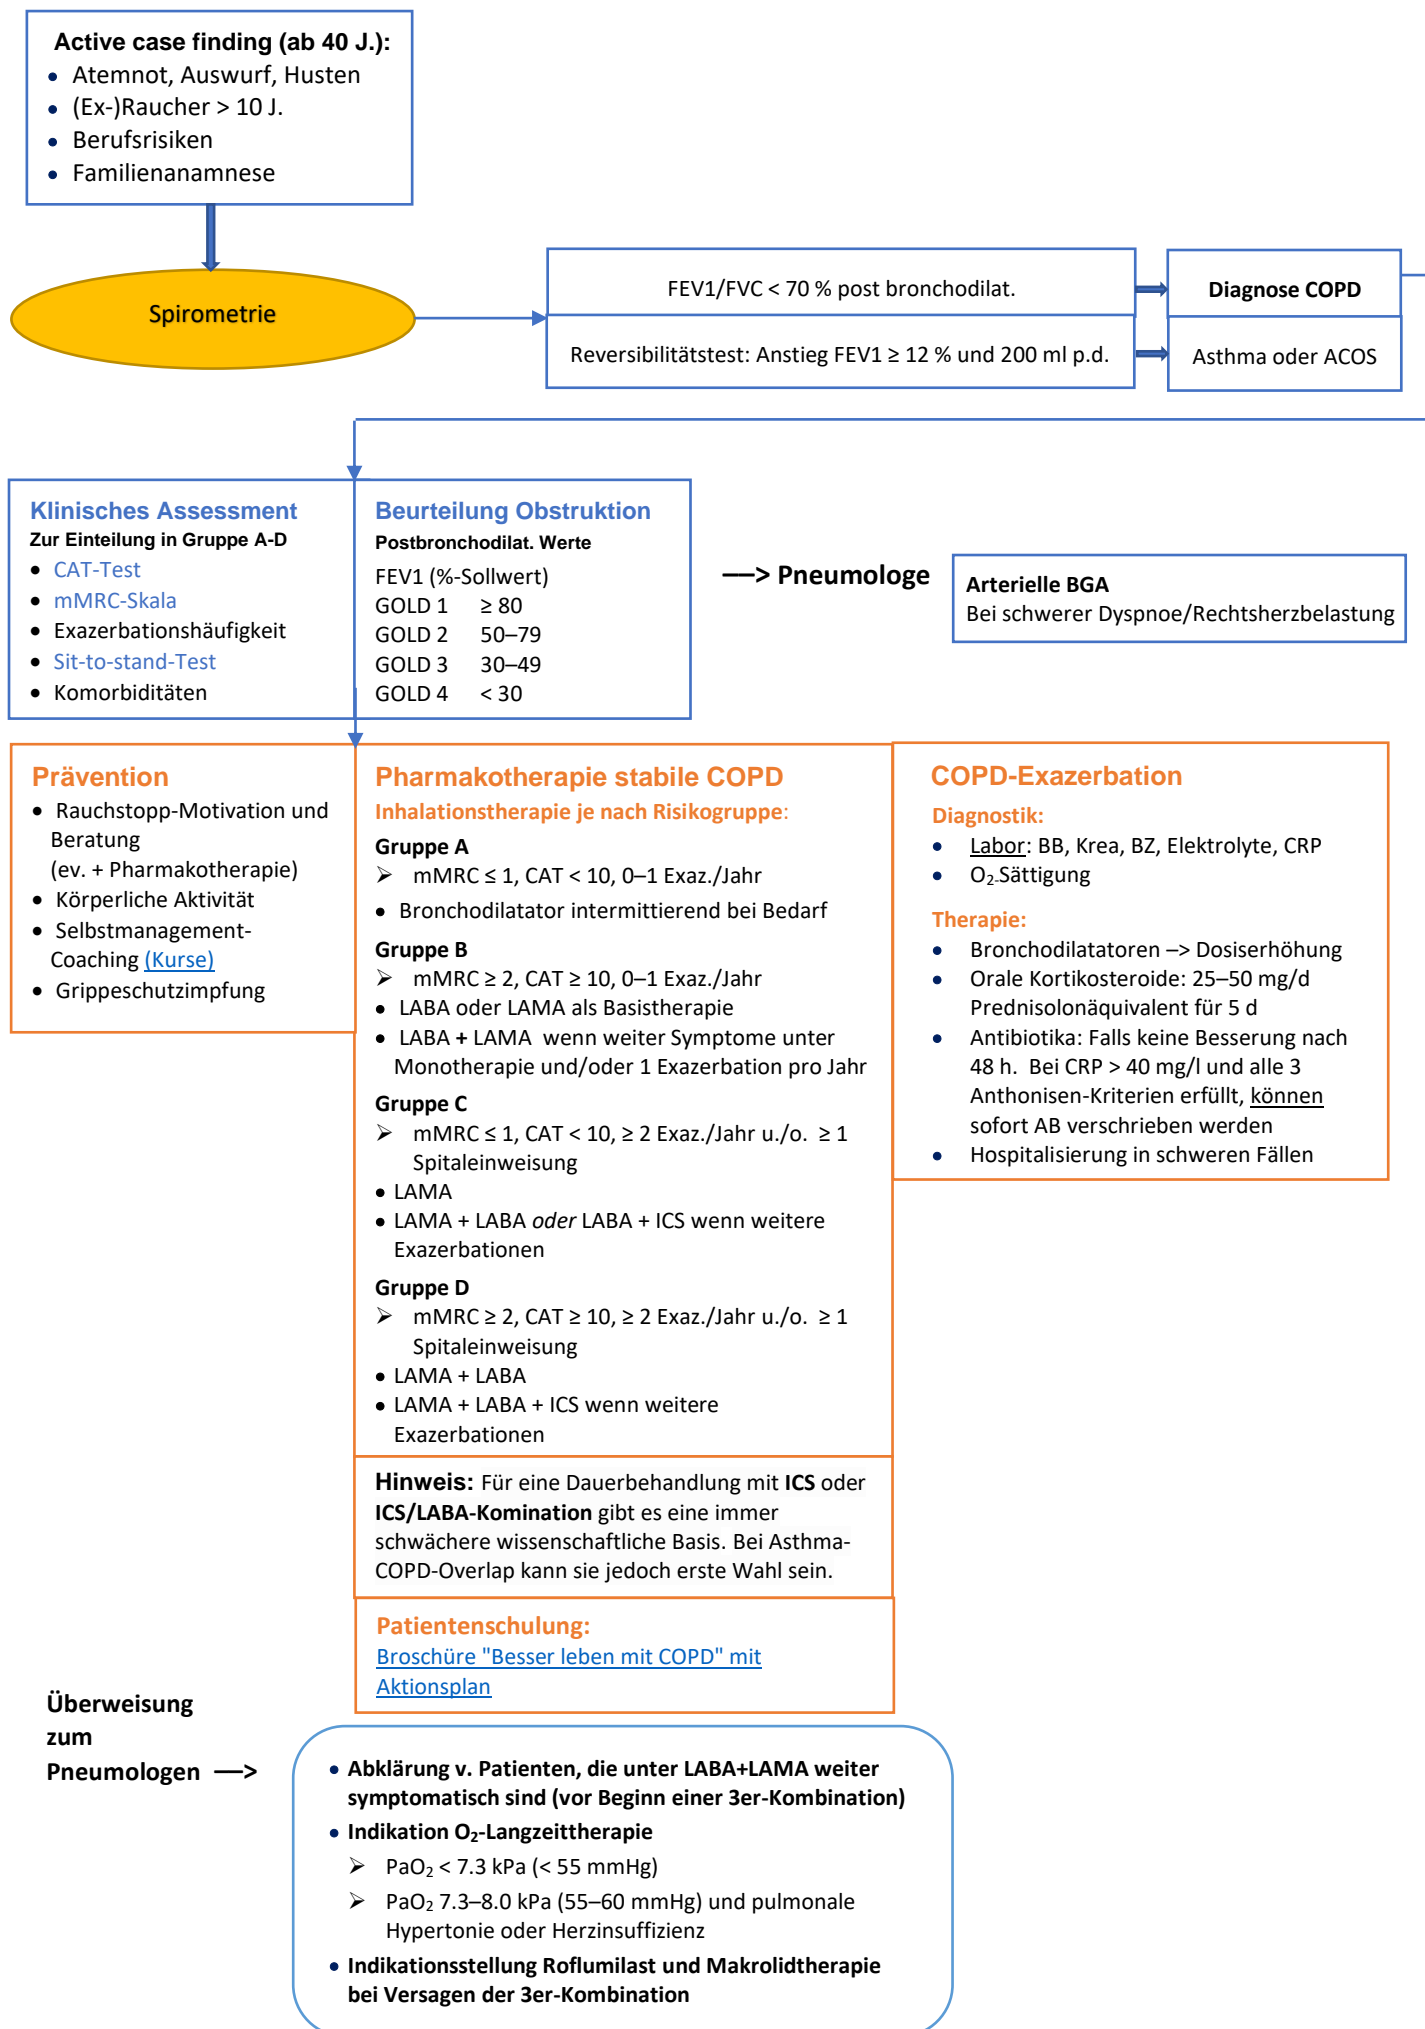 Active case finding (ab 40 J.):
• Atemnot, Auswurf, Husten
• (Ex-)Raucher > 10 J.
• Berufsrisiken
• Familienanamnese
Spirometrie
FEV1/FVC < 70 % post bronchodilat.
Diagnose COPD
Reversibilitätstest: Anstieg FEV1 ≥ 12 % und 200 ml p.d.
Asthma oder ACOS
Klinisches Assessment
Zur Einteilung in Gruppe A-D
• CAT-Test
• mMRC-Skala
• Exazerbationshäufigkeit
• Sit-to-stand-Test
• Komorbiditäten
Beurteilung Obstruktion
Postbronchodilat. Werte
FEV1 (%-Sollwert)
GOLD 1 ≥ 80
GOLD 2 50–79
GOLD 3 30–49
GOLD 4 < 30
—> Pneumologe
Arterielle BGA
Bei schwerer Dyspnoe/Rechtsherzbelastung
Prävention
• Rauchstopp-Motivation und
Beratung
(ev. + Pharmakotherapie)
• Körperliche Aktivität
• Selbstmanagement-
Coaching (Kurse)
• Grippeschutzimpfung
Pharmakotherapie stabile COPD
Inhalationstherapie je nach Risikogruppe:
Gruppe A
➢ mMRC ≤ 1, CAT < 10, 0–1 Exaz./Jahr
• Bronchodilatator intermittierend bei Bedarf
Gruppe B
➢ mMRC ≥ 2, CAT ≥ 10, 0–1 Exaz./Jahr
• LABA oder LAMA als Basistherapie
• LABA + LAMA wenn weiter Symptome unter
Monotherapie und/oder 1 Exazerbation pro Jahr
Gruppe C
➢ mMRC ≤ 1, CAT < 10, ≥ 2 Exaz./Jahr u./o. ≥ 1
Spitaleinweisung
• LAMA
• LAMA + LABA oder LABA + ICS wenn weitere
Exazerbationen
Gruppe D
➢ mMRC ≥ 2, CAT ≥ 10, ≥ 2 Exaz./Jahr u./o. ≥ 1
Spitaleinweisung
• LAMA + LABA
• LAMA + LABA + ICS wenn weitere
Exazerbationen
Hinweis: Für eine Dauerbehandlung mit ICS oder
ICS/LABA-Komination gibt es eine immer
schwächere wissenschaftliche Basis. Bei Asthma-
COPD-Overlap kann sie jedoch erste Wahl sein.
Patientenschulung:
Broschüre "Besser leben mit COPD" mit
Aktionsplan
COPD-Exazerbation
Diagnostik:
• Labor: BB, Krea, BZ, Elektrolyte, CRP
• O₂-Sättigung
Therapie:
• Bronchodilatatoren –> Dosiserhöhung
• Orale Kortikosteroide: 25–50 mg/d
Prednisolonäquivalent für 5 d
• Antibiotika: Falls keine Besserung nach
48 h. Bei CRP > 40 mg/l und alle 3
Anthonisen-Kriterien erfüllt, können
sofort AB verschrieben werden
• Hospitalisierung in schweren Fällen
Überweisung
zum
Pneumologen —>
• Abklärung v. Patienten, die unter LABA+LAMA weiter
symptomatisch sind (vor Beginn einer 3er-Kombination)
• Indikation O₂-Langzeittherapie
➢ PaO₂ < 7.3 kPa (< 55 mmHg)
➢ PaO₂ 7.3–8.0 kPa (55–60 mmHg) und pulmonale
Hypertonie oder Herzinsuffizienz
• Indikationsstellung Roflumilast und Makrolidtherapie
bei Versagen der 3er-Kombination